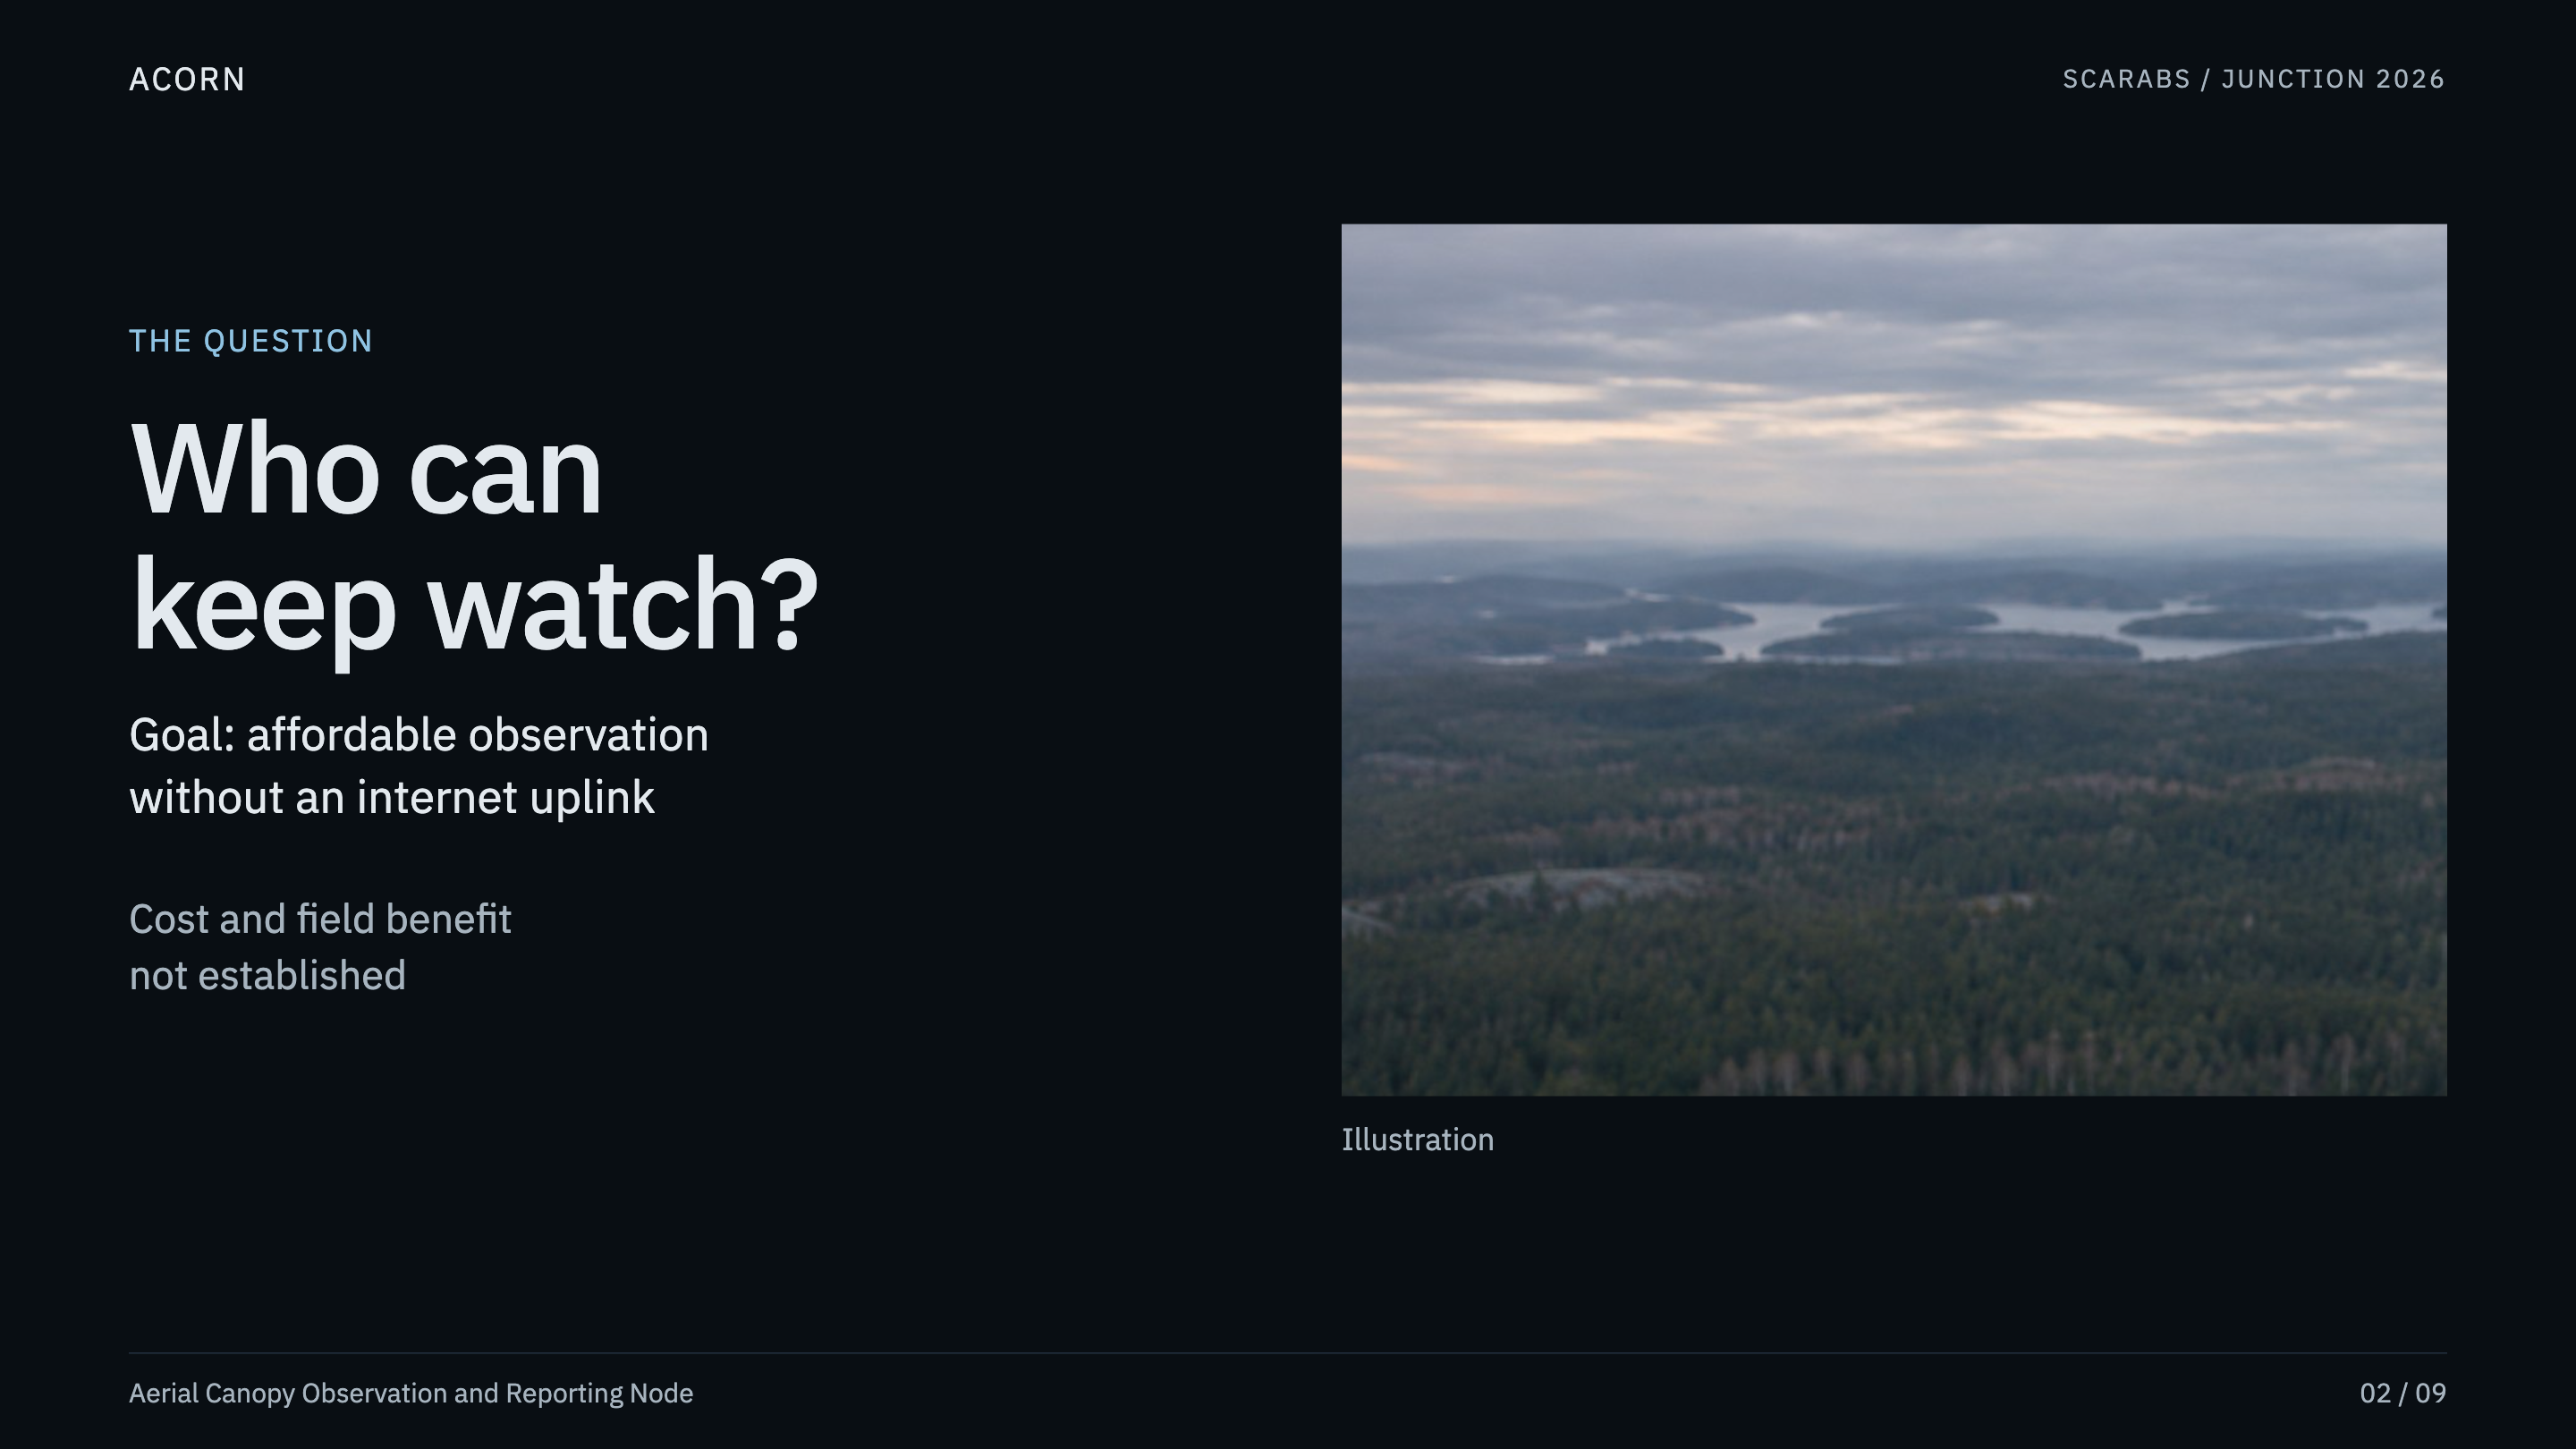 ACORN
SCARABS / JUNCTION 2026
THE QUESTION
Who can
keep watch?
Goal: affordable observation
without an internet uplink
Cost and field benefit
not established
Illustration
Aerial Canopy Observation and Reporting Node
02 / 09